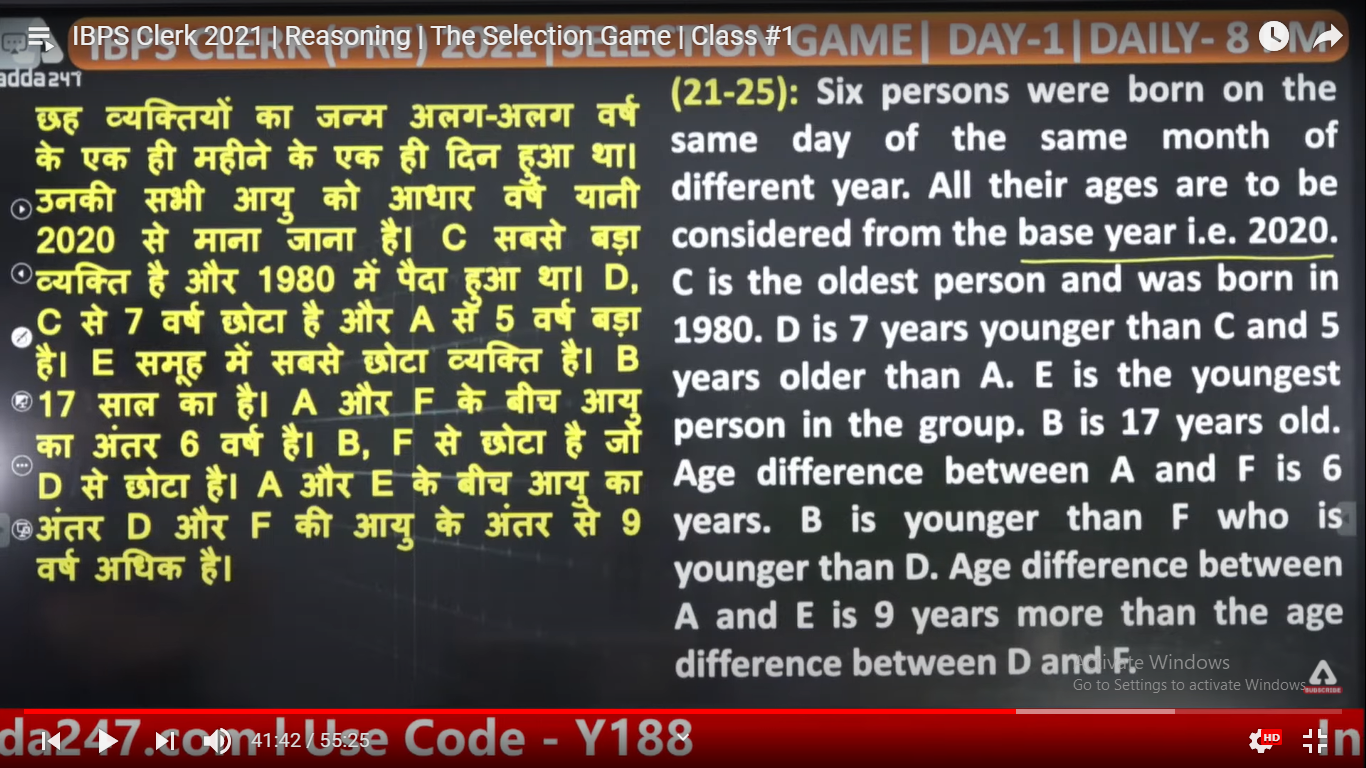 IBPS Clerk 2021 | Reasoning | The Selection Game | Class #1
IBPS CLERK (PRE) 2021|SELECTION GAME| DAY-1|DAILY- 8
adda247
छह व्यक्तियों का जन्म अलग-अलग वर्ष
के एक ही महीने के एक ही दिन हुआ था।
उनकी सभी आयु को आधार वर्ष यानी
2020 से माना जाना है। C सबसे बड़ा
व्यक्ति है और 1980 में पैदा हुआ था। D,
C से 7 वर्ष छोटा है और A से 5 वर्ष बड़ा
है। E समूह में सबसे छोटा व्यक्ति है। B
17 साल का है। A और F के बीच आयु
का अंतर 6 वर्ष है। B, F से छोटा है जो
D से छोटा है। A और E के बीच आयु का
अंतर D और F की आयु के अंतर से 9
वर्ष अधिक है।
(21-25): Six persons were born on the
same day of the same month of
different year. All their ages are to be
considered from the base year i.e. 2020.
C is the oldest person and was born in
1980. D is 7 years younger than C and 5
years older than A. E is the youngest
person in the group. B is 17 years old.
Age difference between A and F is 6
years. B is younger than F who is
younger than D. Age difference between
A and E is 9 years more than the age
difference between D and F.
Activate Windows
Go to Settings to activate Windows.
SUBSCRIBE
da247.com | Use Code - Y188
In
41:42 / 55:25
HD